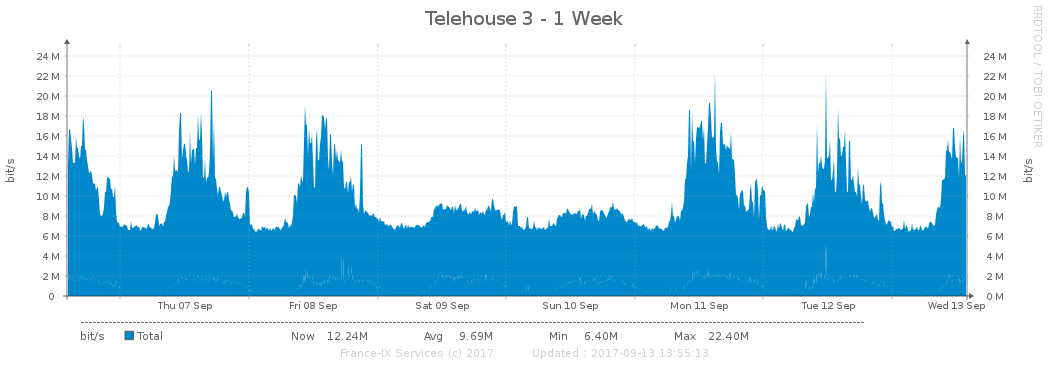 Telehouse 3 - 1 Week
RRDTOOL / TOBI OETIKER
24 M 24 M
22 M 22 M
20 M 20 M
18 M 18 M
16 M 16 M
14 M 14 M
12 M 12 M
10 M 10 M
8 M 8 M
6 M 6 M
4 M 4 M
2 M 2 M
0 0 M
bit/s
bit/s
Thu 07 Sep Fri 08 Sep Sat 09 Sep Sun 10 Sep Mon 11 Sep Tue 12 Sep Wed 13 Sep
bit/s Total Now 12.24M Avg 9.69M Min 6.40M Max 22.40M
France-IX Services (c) 2017 Updated : 2017-09-13 13:55:13